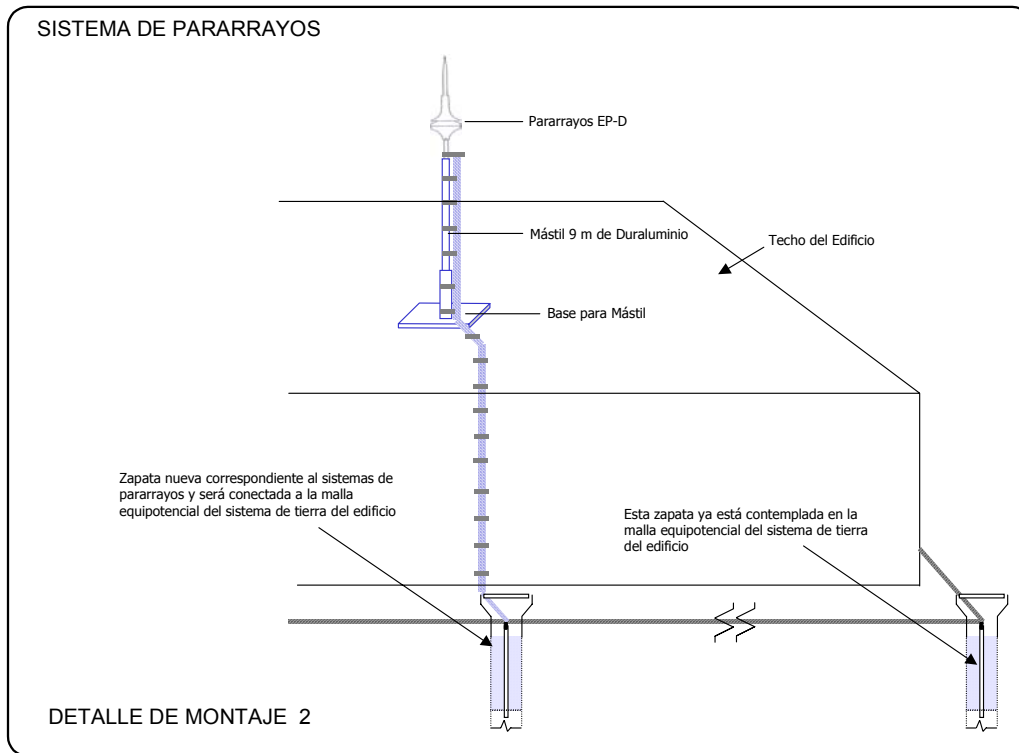 SISTEMA DE PARARRAYOS
Pararrayos EP-D
Mástil 9 m de Duraluminio
Techo del Edificio
Base para Mástil
Zapata nueva correspondiente al sistemas de
pararrayos y será conectada a la malla
equipotencial del sistema de tierra del edificio
Esta zapata ya está contemplada en la
malla equipotencial del sistema de tierra
del edificio
DETALLE DE MONTAJE 2